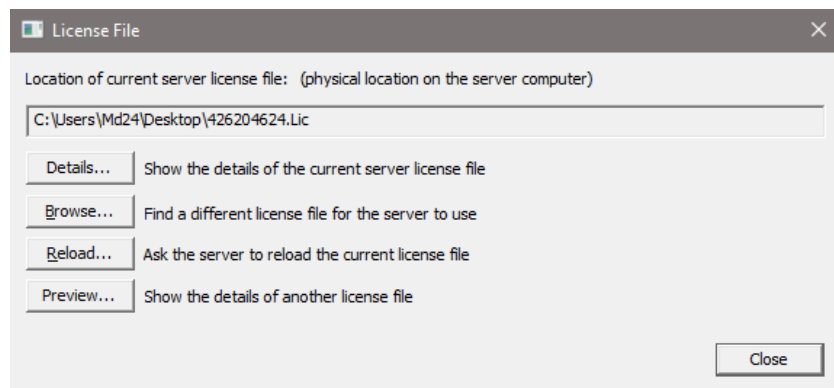 License File
Location of current server license file: (physical location on the server computer)
C:\Users\Md24\Desktop\426204624.Lic
Details... Show the details of the current server license file
Browse... Find a different license file for the server to use
Reload... Ask the server to reload the current license file
Preview... Show the details of another license file
Close